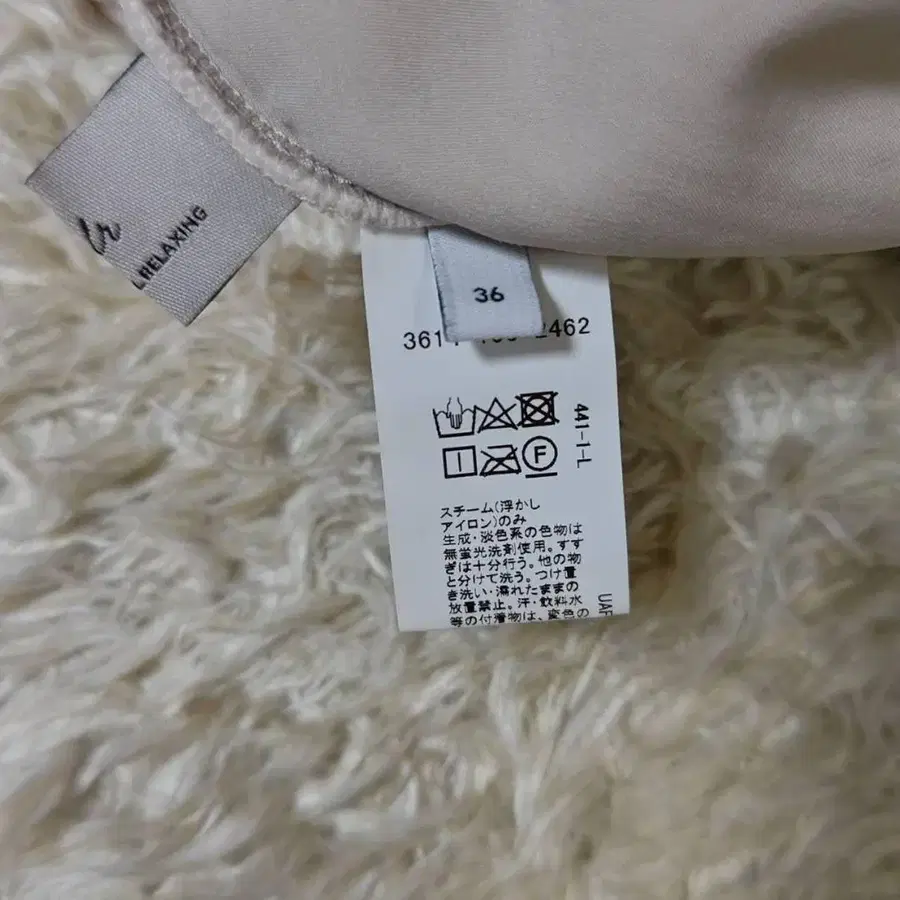 lr
RELAXING
36
361
2462
44I-I-L
F
スチーム(浮かし
アイロン)のみ
生成・淡色系の色物は
無蛍光洗剤使用。すす
ぎは十分行う。他の物
と分けて洗う。つけ置
き洗い・濡れたままの
放置禁止。汗・飲料水
等の付着物は、変色の
UAF